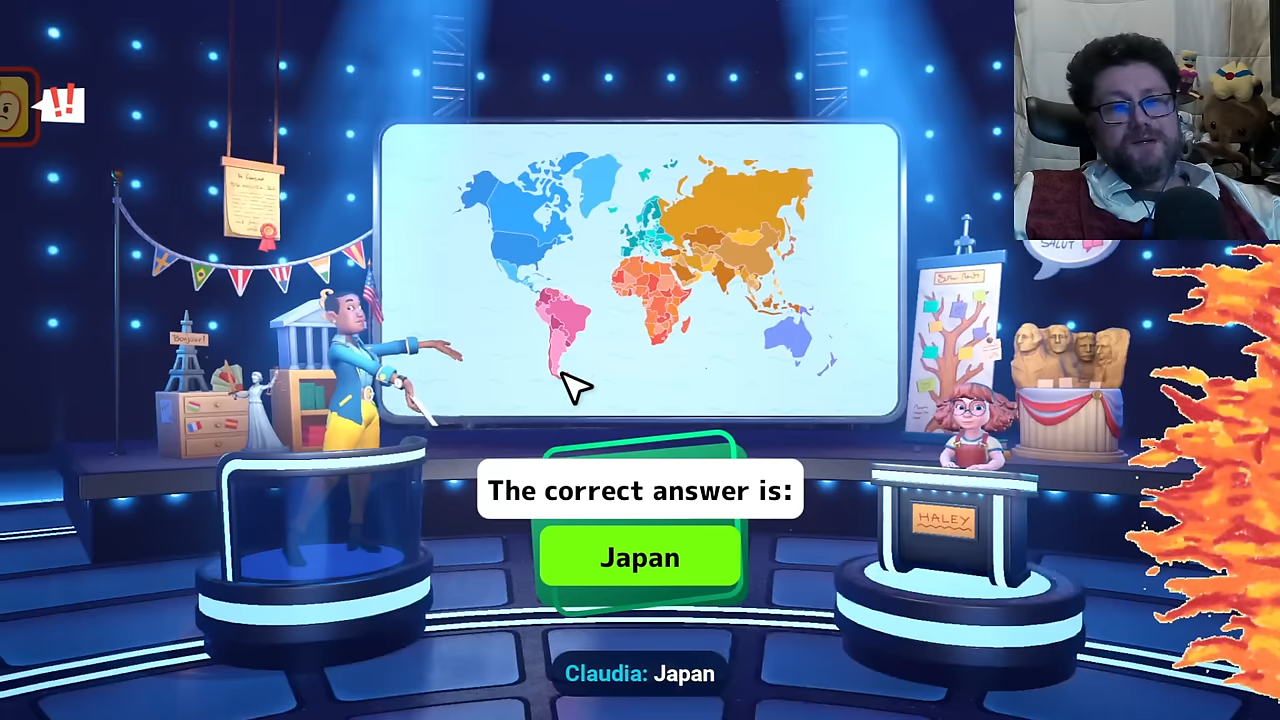 !!
Bonjour!
SALUT
The correct answer is:
Japan
HALEY
Claudia: Japan